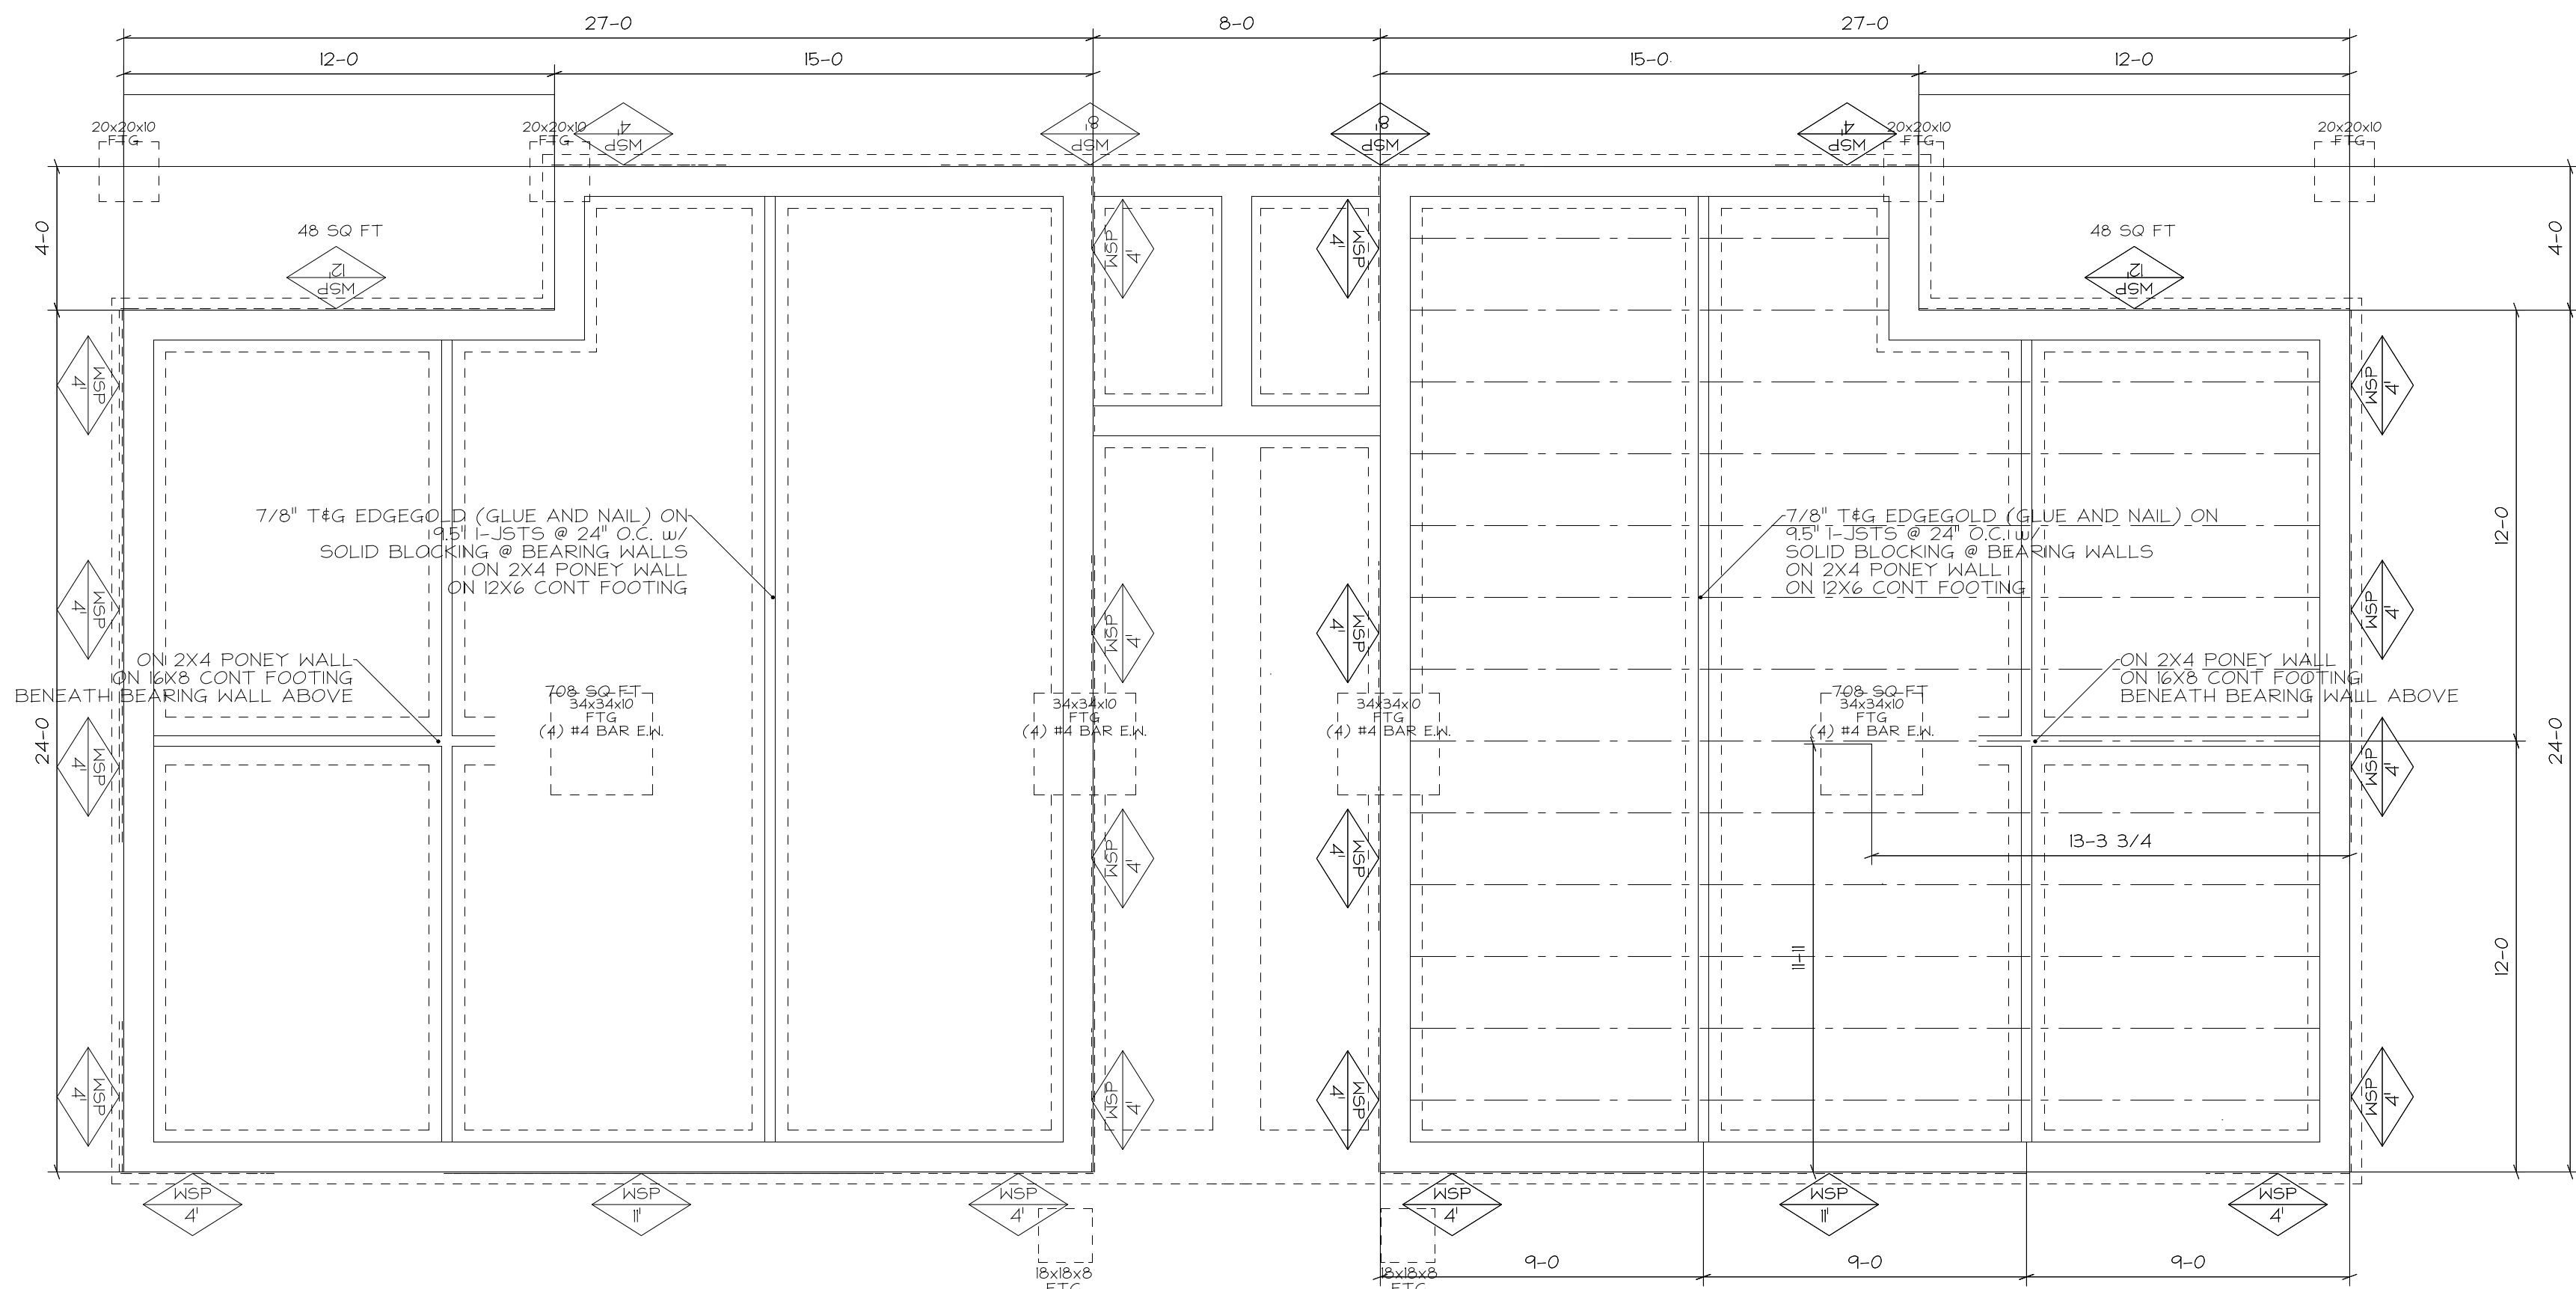 27-0
8-0
27-0
12-0
15-0
15-0
12-0
20x20x10
FTG
20x20x10
FTG
4'
WSP
8'
WSP
8'
WSP
4'
WSP
20x20x10
FTG
20x20x10
FTG
4-0
48 SQ FT
12'
WSP
WSP
4'
4'
WSP
48 SQ FT
12'
WSP
4-0
4'
WSP
WSP
4'
7/8" T&G EDGEGOLD (GLUE AND NAIL) ON
9.5" I-JSTS @ 24" O.C. w/
SOLID BLOCKING @ BEARING WALLS
ON 2X4 PONEY WALL
ON 12X6 CONT FOOTING
7/8" T&G EDGEGOLD (GLUE AND NAIL) ON
9.5" I-JSTS @ 24" O.C. w/
SOLID BLOCKING @ BEARING WALLS
ON 2X4 PONEY WALL
ON 12X6 CONT FOOTING
12-0
4'
WSP
WSP
4'
4'
WSP
WSP
4'
ON 2X4 PONEY WALL
ON 16X8 CONT FOOTING
BENEATH BEARING WALL ABOVE
ON 2X4 PONEY WALL
ON 16X8 CONT FOOTING
BENEATH BEARING WALL ABOVE
24-0
708 SQ FT
34x34x10
FTG
(4) #4 BAR E.W.
34x34x10
FTG
(4) #4 BAR E.W.
34x34x10
FTG
(4) #4 BAR E.W.
708 SQ FT
34x34x10
FTG
(4) #4 BAR E.W.
24-0
4'
WSP
WSP
4'
WSP
4'
4'
WSP
13-3 3/4
11-11
12-0
4'
WSP
WSP
4'
4'
WSP
WSP
4'
WSP
4'
WSP
11'
WSP
4'
WSP
4'
WSP
11'
WSP
4'
18x18x8
FTG
18x18x8
FTG
9-0
9-0
9-0